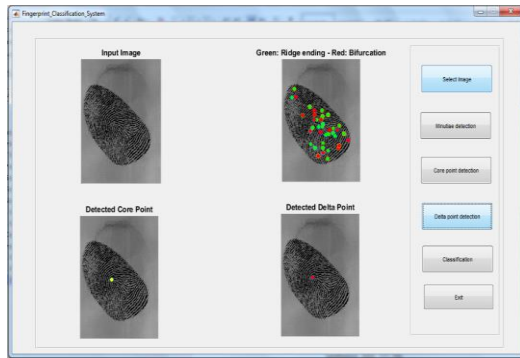 Fingerprint_Classification_System
Input Image
Green: Ridge ending - Red: Bifurcation
Select Image
Minutiae detection
Core point detection
Detected Core Point
Detected Delta Point
Delta point detection
Classification
Exit